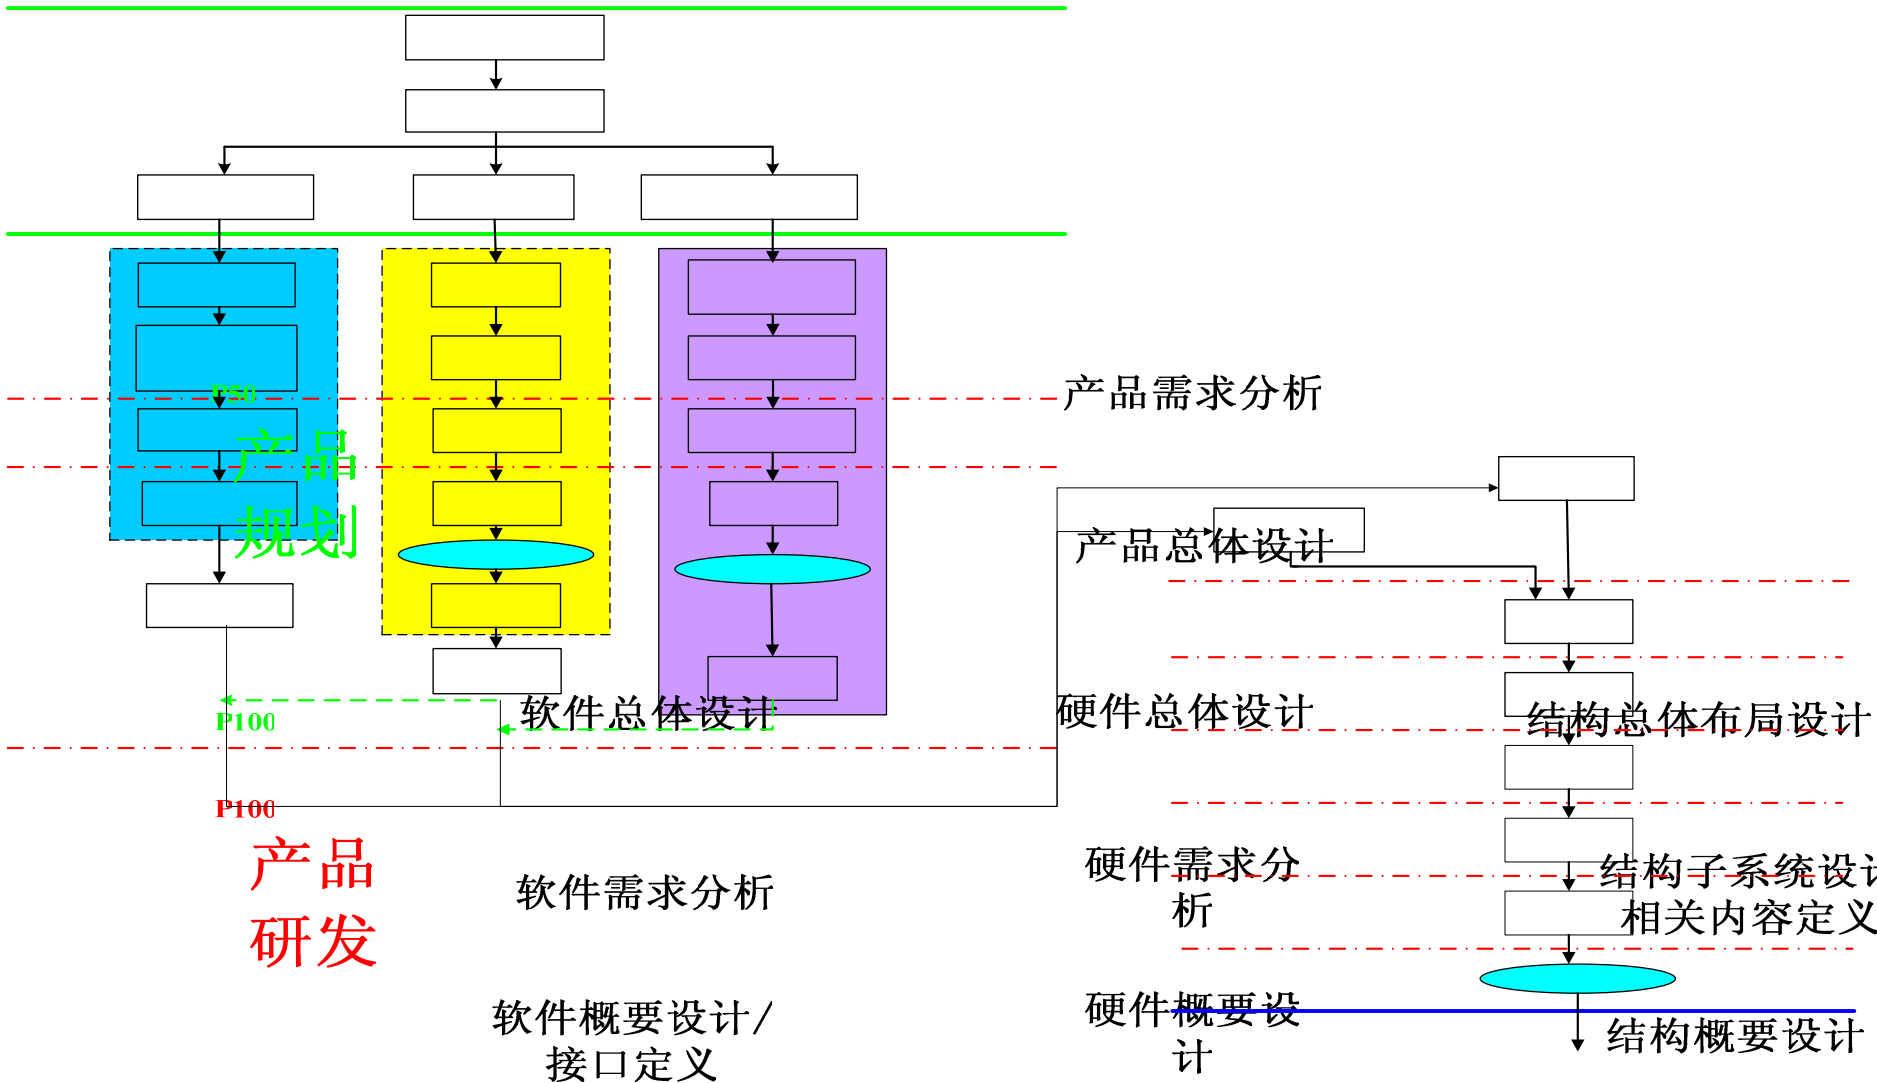 P50
产品需求分析
产品
规划
产品总体设计
软件总体设计
硬件总体设计
结构总体布局设计
P100
P100
产品
研发
软件需求分析
硬件需求分
析
结构子系统设计
相关内容定义
软件概要设计/
接口定义
硬件概要设
计
结构概要设计